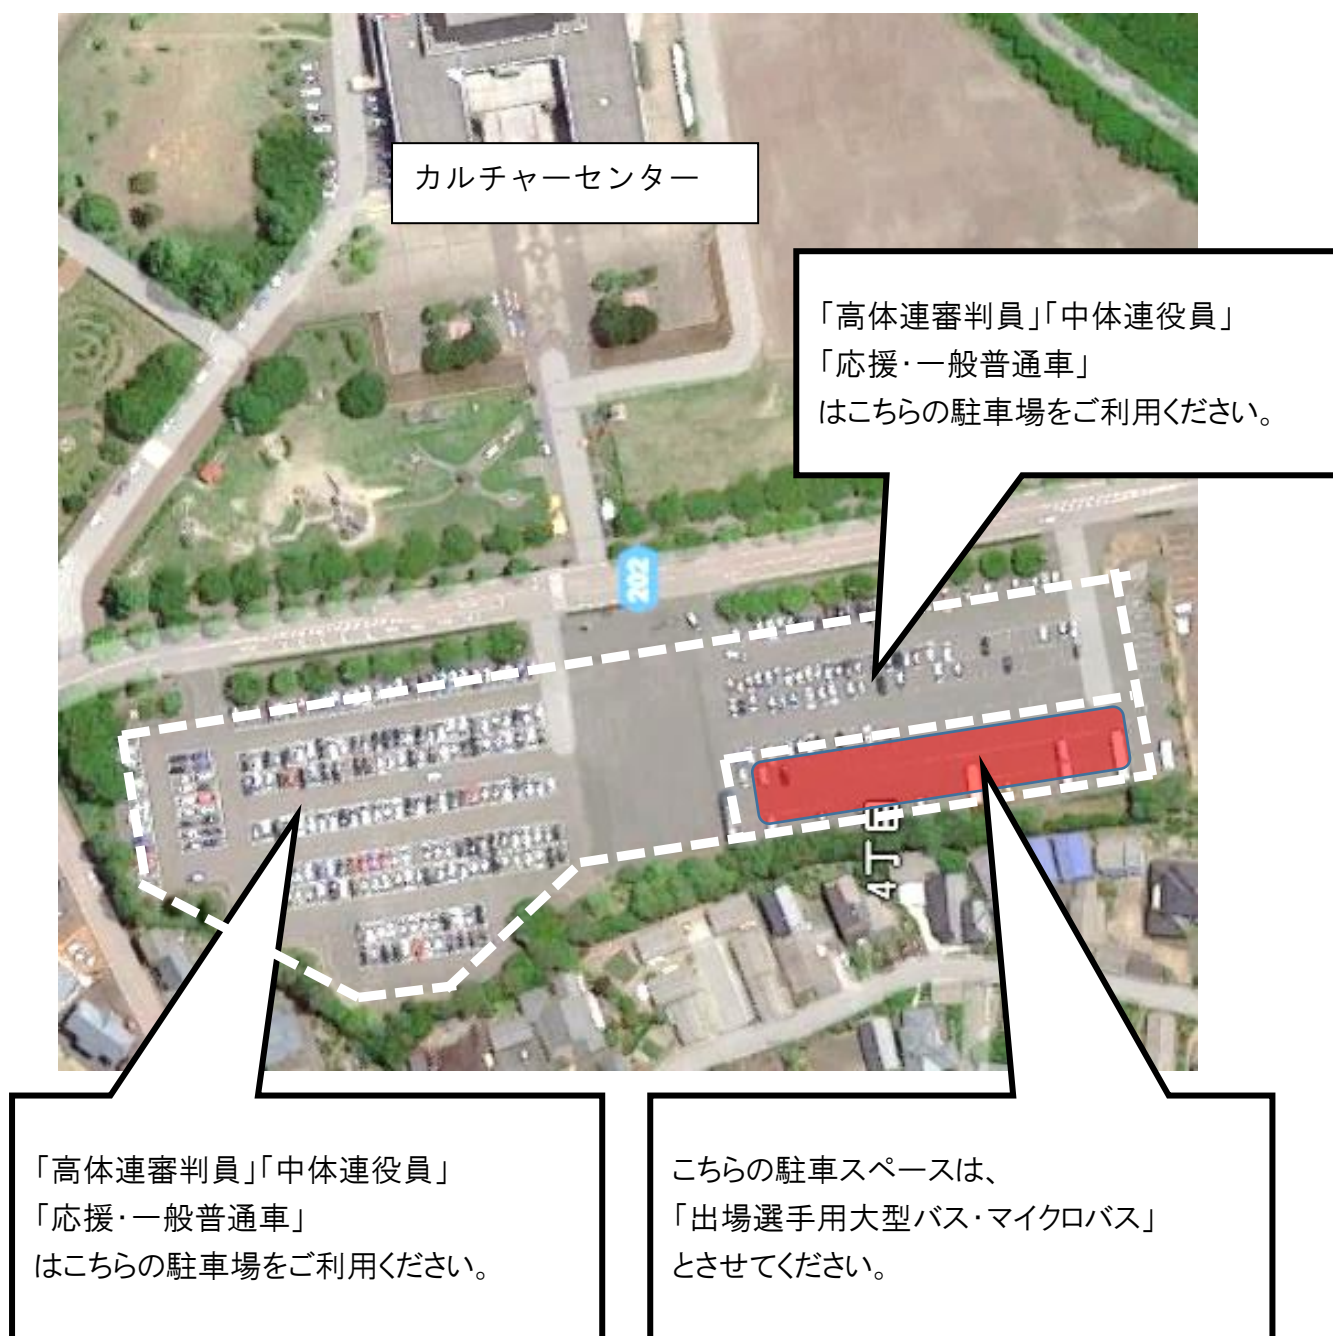 カルチャーセンター
「高体連審判員」「中体連役員」
「応援・一般普通車」
はこちらの駐車場をご利用ください。
202
4丁目
「高体連審判員」「中体連役員」
「応援・一般普通車」
はこちらの駐車場をご利用ください。
こちらの駐車スペースは、
「出場選手用大型バス・マイクロバス」
とさせてください。